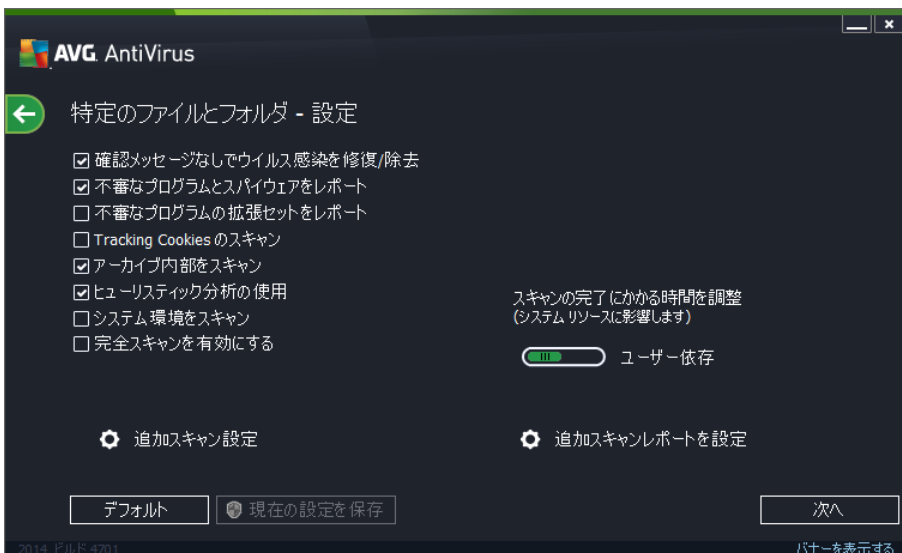 AVG AntiVirus
特定のファイルとフォルダ - 設定
確認メッセージなしでウイルス感染を修復/除去
不審なプログラムとスパイウェアをレポート
不審なプログラムの拡張セットをレポート
Tracking Cookies のスキャン
アーカイブ内部をスキャン
ヒューリスティック分析の使用
システム環境をスキャン
完全スキャンを有効にする
スキャンの完了にかかる時間を調整
(システム リソースに影響します)
ユーザー依存
追加スキャン設定
追加スキャンレポートを設定
デフォルト
現在の設定を保存
次へ
2014 ビルド 4701
バナーを表示する